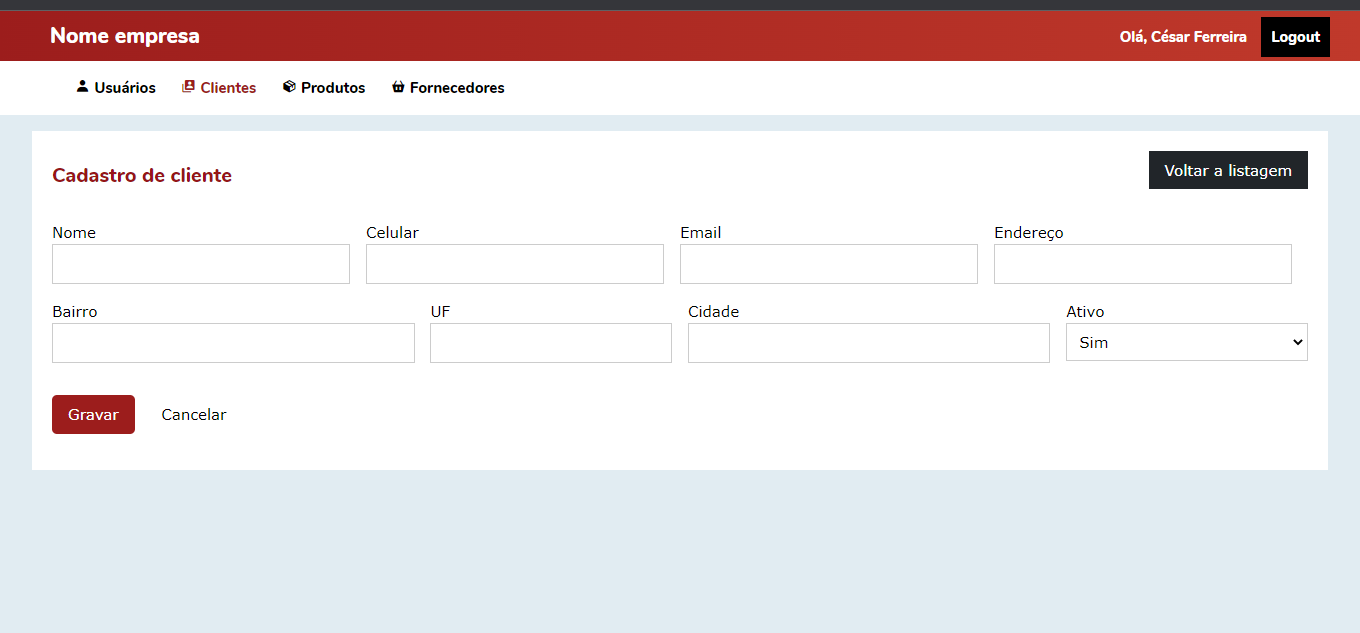 Nome empresa
Olá, César Ferreira
Logout
Usuários
Clientes
Produtos
Fornecedores
Cadastro de cliente
Voltar a listagem
Nome
Celular
Email
Endereço
Bairro
UF
Cidade
Ativo
Sim
Gravar
Cancelar